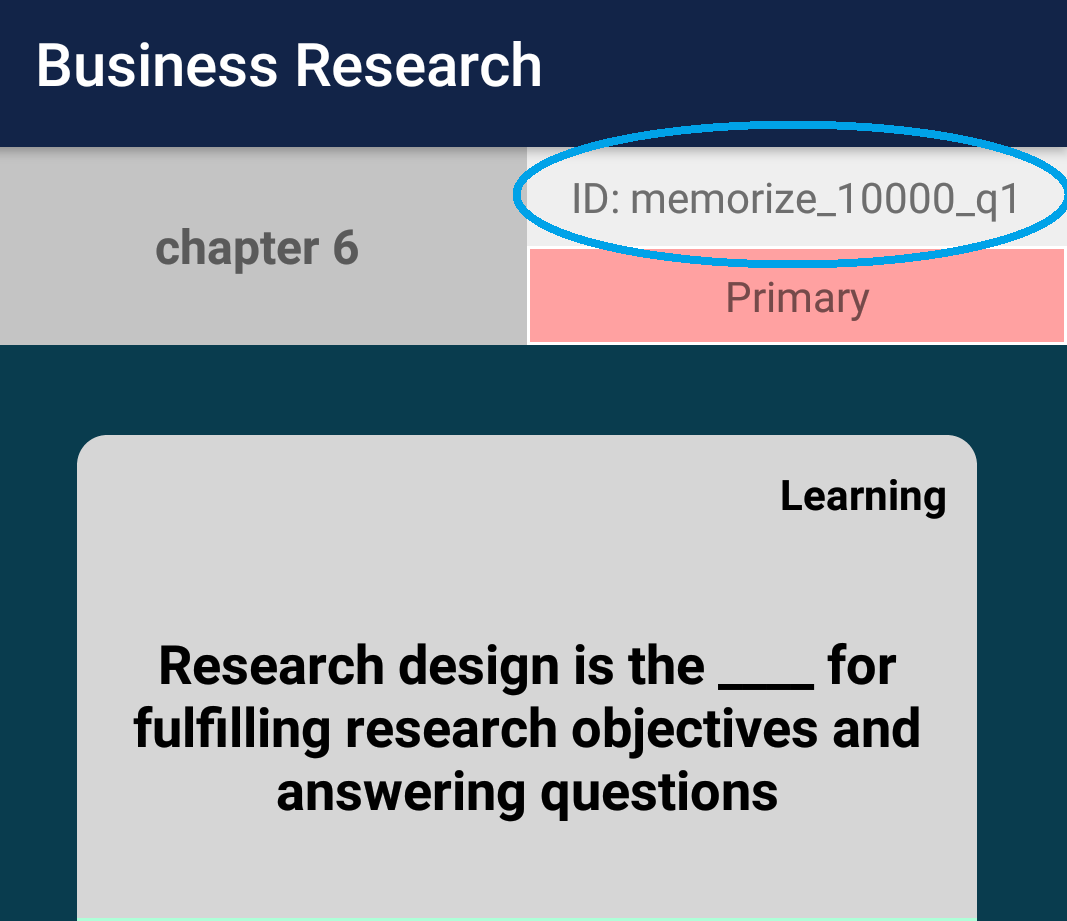 Business Research
chapter 6
ID: memorize_10000_q1
Primary
Learning
Research design is the ____ for
fulfilling research objectives and
answering questions